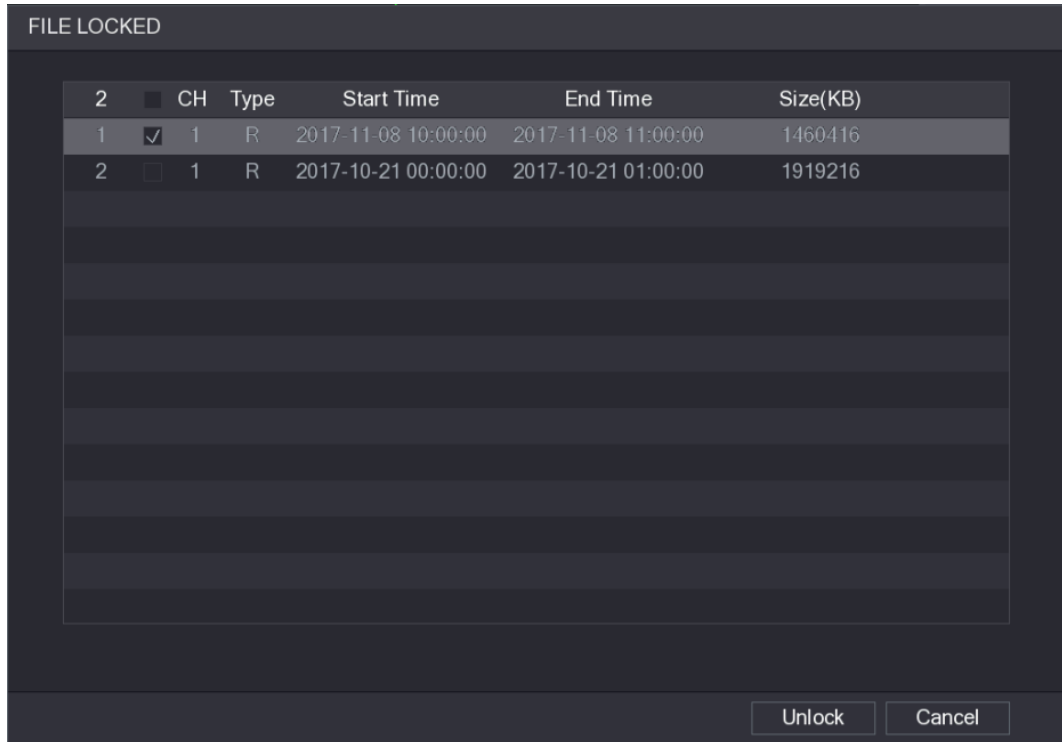 FILE LOCKED
2 CH Type Start Time End Time Size(KB)
1 1 R 2017-11-08 10:00:00 2017-11-08 11:00:00 1460416
2 1 R 2017-10-21 00:00:00 2017-10-21 01:00:00 1919216
Unlock Cancel